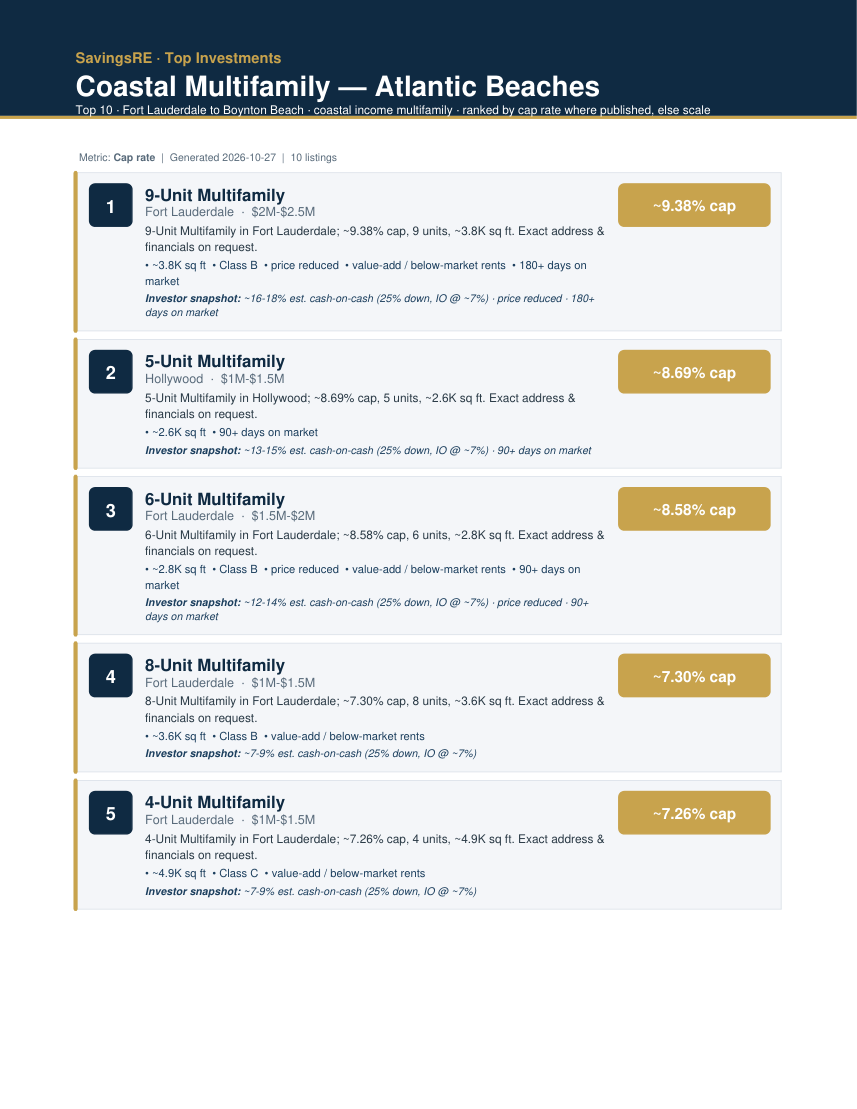 SavingsRE · Top Investments
Coastal Multifamily — Atlantic Beaches
Top 10 · Fort Lauderdale to Boynton Beach · coastal income multifamily · ranked by cap rate where published, else scale
Metric: Cap rate | Generated 2026-10-27 | 10 listings
1
9-Unit Multifamily
~9.38% cap
Fort Lauderdale · $2M-$2.5M
9-Unit Multifamily in Fort Lauderdale; ~9.38% cap, 9 units, ~3.8K sq ft. Exact address &
financials on request.
• ~3.8K sq ft • Class B • price reduced • value-add / below-market rents • 180+ days on
market
Investor snapshot: ~16-18% est. cash-on-cash (25% down, IO @ ~7%) · price reduced · 180+
days on market
2
5-Unit Multifamily
~8.69% cap
Hollywood · $1M-$1.5M
5-Unit Multifamily in Hollywood; ~8.69% cap, 5 units, ~2.6K sq ft. Exact address &
financials on request.
• ~2.6K sq ft • 90+ days on market
Investor snapshot: ~13-15% est. cash-on-cash (25% down, IO @ ~7%) · 90+ days on market
3
6-Unit Multifamily
~8.58% cap
Fort Lauderdale · $1.5M-$2M
6-Unit Multifamily in Fort Lauderdale; ~8.58% cap, 6 units, ~2.8K sq ft. Exact address &
financials on request.
• ~2.8K sq ft • Class B • price reduced • value-add / below-market rents • 90+ days on
market
Investor snapshot: ~12-14% est. cash-on-cash (25% down, IO @ ~7%) · price reduced · 90+
days on market
4
8-Unit Multifamily
~7.30% cap
Fort Lauderdale · $1M-$1.5M
8-Unit Multifamily in Fort Lauderdale; ~7.30% cap, 8 units, ~3.6K sq ft. Exact address &
financials on request.
• ~3.6K sq ft • Class B • value-add / below-market rents
Investor snapshot: ~7-9% est. cash-on-cash (25% down, IO @ ~7%)
5
4-Unit Multifamily
~7.26% cap
Fort Lauderdale · $1M-$1.5M
4-Unit Multifamily in Fort Lauderdale; ~7.26% cap, 4 units, ~4.9K sq ft. Exact address &
financials on request.
• ~4.9K sq ft • Class C • value-add / below-market rents
Investor snapshot: ~7-9% est. cash-on-cash (25% down, IO @ ~7%)